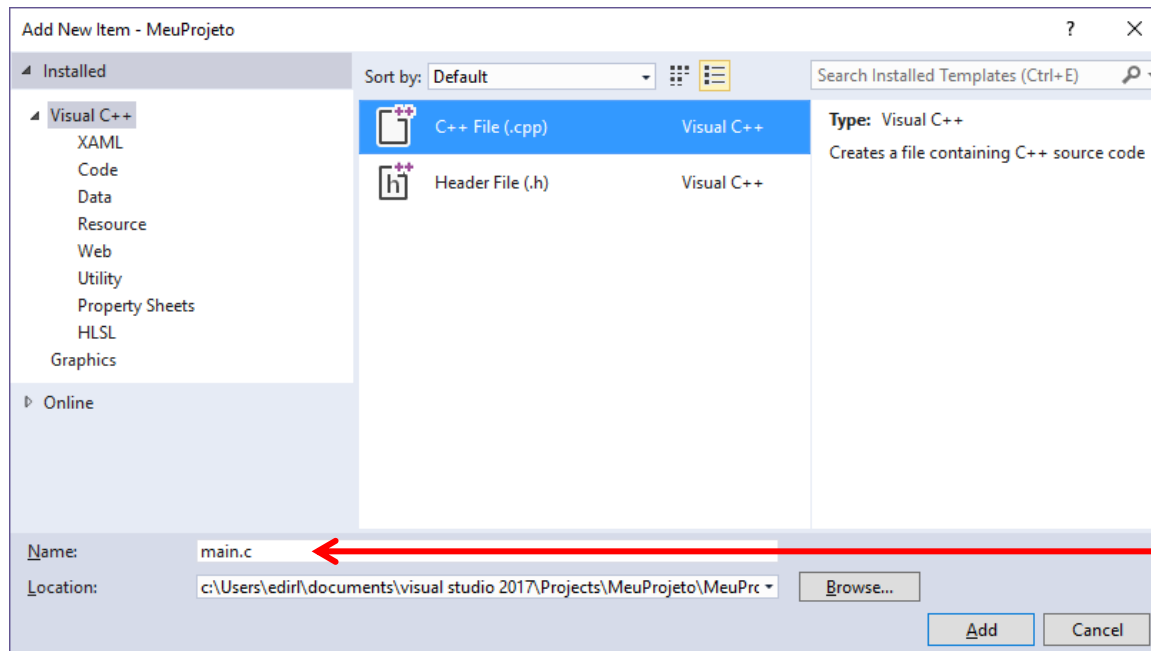 Add New Item - MeuProjeto
?
Installed
Sort by: Default
Search Installed Templates (Ctrl+E)
Visual C++
XAML
Code
Data
Resource
Web
Utility
Property Sheets
HLSL
Graphics
Online
C++ File (.cpp) Visual C++
Header File (.h) Visual C++
Type: Visual C++
Creates a file containing C++ source code
Name: main.c
Location: c:\Users\edirl\documents\visual studio 2017\Projects\MeuProjeto\MeuPrc
Browse...
Add Cancel